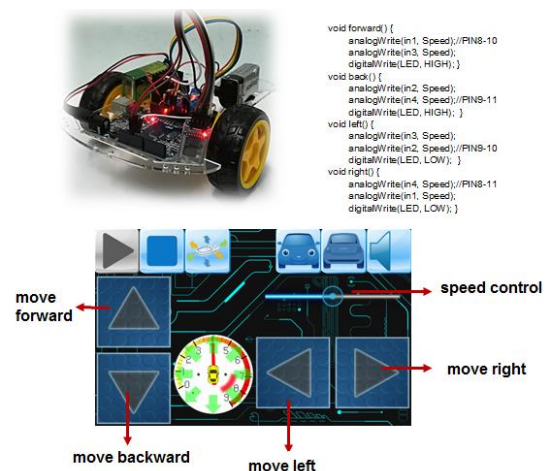 void forward() {
analogWrite(in1, Speed);//PIN8-10
analogWrite(in3, Speed);
digitalWrite(LED, HIGH); }
void back() {
analogWrite(in2, Speed);
analogWrite(in4, Speed);//PIN9-11
digitalWrite(LED, HIGH); }
void left() {
analogWrite(in3, Speed);
analogWrite(in2, Speed);//PIN9-10
digitalWrite(LED, LOW); }
void right() {
analogWrite(in4, Speed);//PIN8-11
analogWrite(in1, Speed);
digitalWrite(LED, LOW); }
move
forward
speed control
move right
move backward
move left